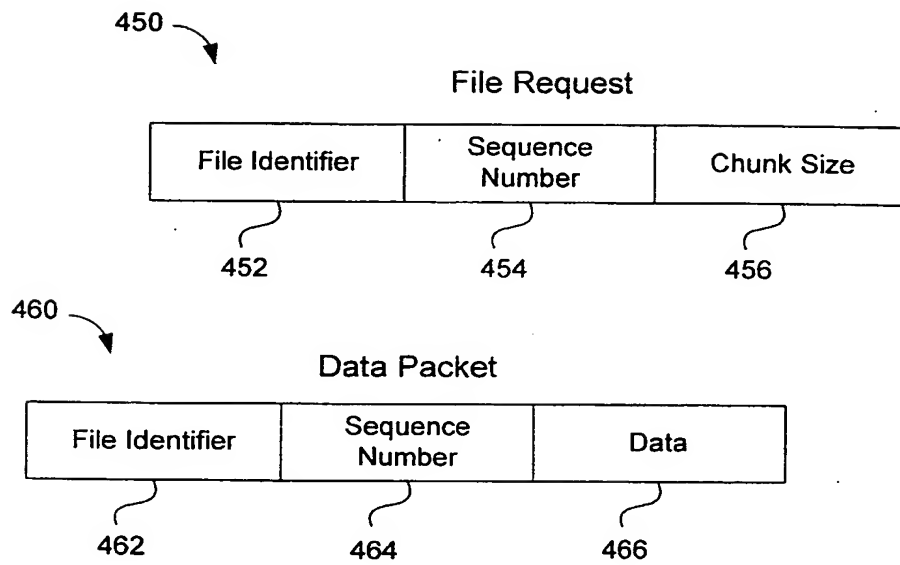 450
File Request
File Identifier
Sequence
Number
Chunk Size
452
454
456
460
Data Packet
File Identifier
Sequence
Number
Data
462
464
466